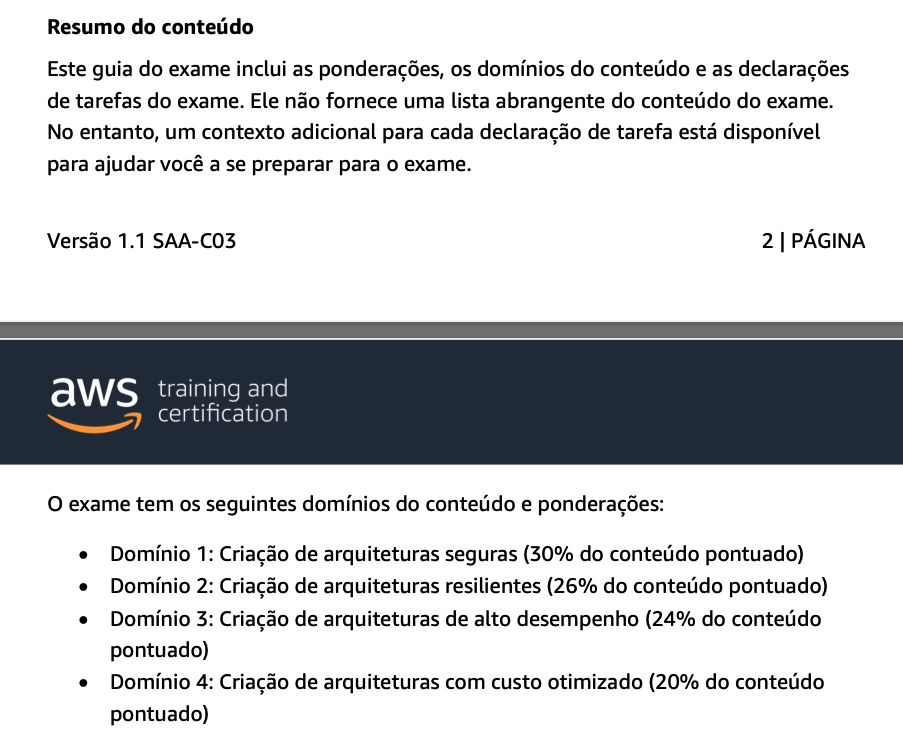 Resumo do conteúdo
Este guia do exame inclui as ponderações, os domínios do conteúdo e as declarações
de tarefas do exame. Ele não fornece uma lista abrangente do conteúdo do exame.
No entanto, um contexto adicional para cada declaração de tarefa está disponível
para ajudar você a se preparar para o exame.
Versão 1.1 SAA-C03 2 | PÁGINA
aws training and
certification
O exame tem os seguintes domínios do conteúdo e ponderações:
• Domínio 1: Criação de arquiteturas seguras (30% do conteúdo pontuado)
• Domínio 2: Criação de arquiteturas resilientes (26% do conteúdo pontuado)
• Domínio 3: Criação de arquiteturas de alto desempenho (24% do conteúdo
pontuado)
• Domínio 4: Criação de arquiteturas com custo otimizado (20% do conteúdo
pontuado)